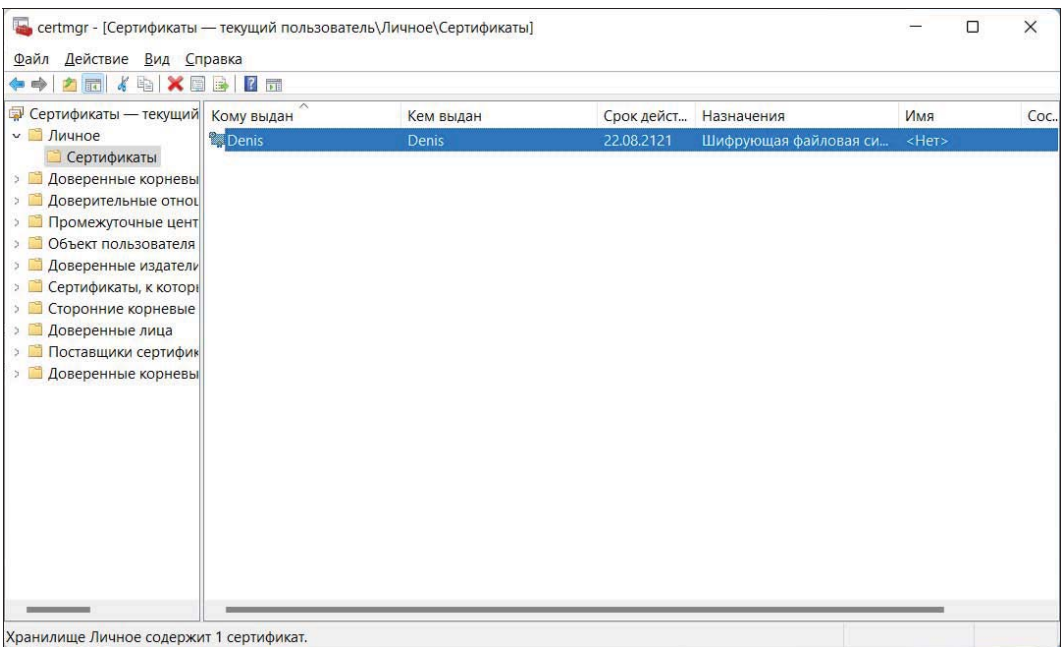 certmgr - [Сертификаты — текущий пользователь\Личное\Сертификаты]
Файл Действие Вид Справка
Сертификаты — текущий
Личное
Сертификаты
Доверенные корневы
Доверительные отнош
Промежуточные цент
Объект пользователя
Доверенные издатели
Сертификаты, к которы
Сторонние корневые
Доверенные лица
Поставщики сертифик
Доверенные корневы
Кому выдан Кем выдан Срок дейст... Назначения Имя Сос..
Denis Denis 22.08.2121 Шифрующая файловая си... <Нет>
Хранилище Личное содержит 1 сертификат.